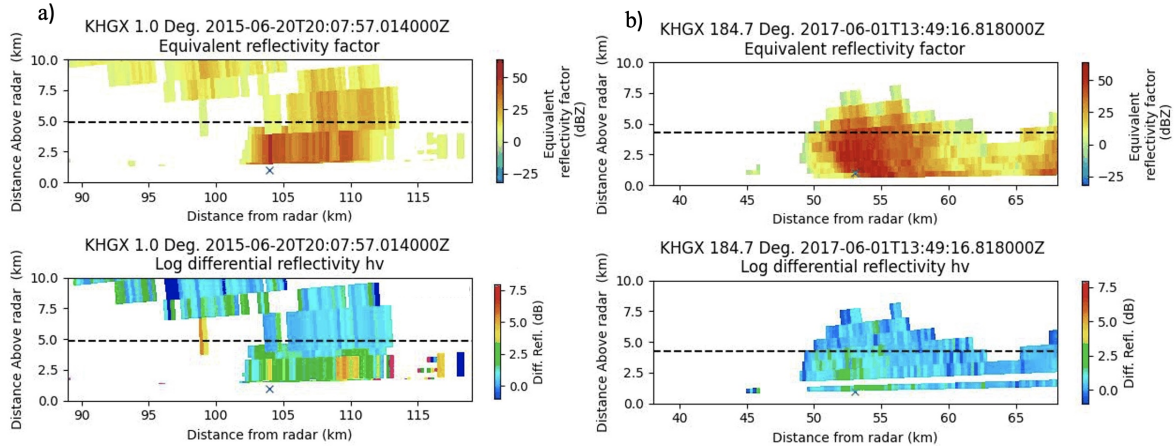 a)
KHGX 1.0 Deg. 2015-06-20T20:07:57.014000Z
Equivalent reflectivity factor
Distance Above radar (km)
10.0
7.5
5.0
2.5
0.0
90 95 100 105 110 115
Distance from radar (km)
50
25
0
−25
Equivalent
reflectivity factor
(dBZ)
b)
KHGX 184.7 Deg. 2017-06-01T13:49:16.818000Z
Equivalent reflectivity factor
Distance Above radar (km)
10.0
7.5
5.0
2.5
0.0
40 45 50 55 60 65
Distance from radar (km)
50
25
0
−25
Equivalent
reflectivity factor
(dBZ)
KHGX 1.0 Deg. 2015-06-20T20:07:57.014000Z
Log differential reflectivity hv
Distance Above radar (km)
10.0
7.5
5.0
2.5
0.0
90 95 100 105 110 115
Distance from radar (km)
7.5
5.0
2.5
0.0
Diff. Refl. (dB)
KHGX 184.7 Deg. 2017-06-01T13:49:16.818000Z
Log differential reflectivity hv
Distance Above radar (km)
10.0
7.5
5.0
2.5
0.0
40 45 50 55 60 65
Distance from radar (km)
7.5
5.0
2.5
0.0
Diff. Refl. (dB)